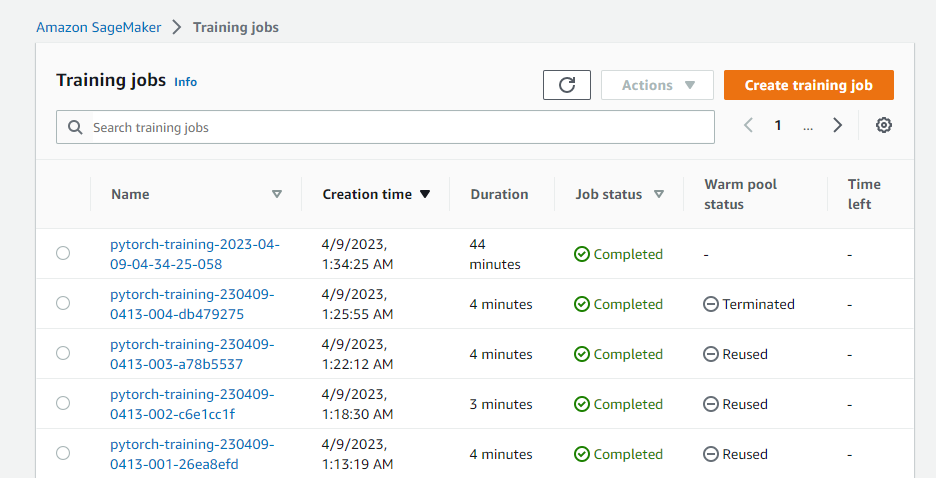 Amazon SageMaker > Training jobs
Training jobs Info
Actions
Create training job
Search training jobs
1 ...
Name Creation time Duration Job status Warm pool status Time left
pytorch-training-2023-04-
09-04-34-25-058
4/9/2023,
1:34:25 AM
44
minutes
Completed
-
-
pytorch-training-230409-
0413-004-db479275
4/9/2023,
1:25:55 AM
4 minutes
Completed
Terminated
-
pytorch-training-230409-
0413-003-a78b5537
4/9/2023,
1:22:12 AM
4 minutes
Completed
Reused
-
pytorch-training-230409-
0413-002-c6e1cc1f
4/9/2023,
1:18:30 AM
3 minutes
Completed
Reused
-
pytorch-training-230409-
0413-001-26ea8efd
4/9/2023,
1:13:19 AM
4 minutes
Completed
Reused
-